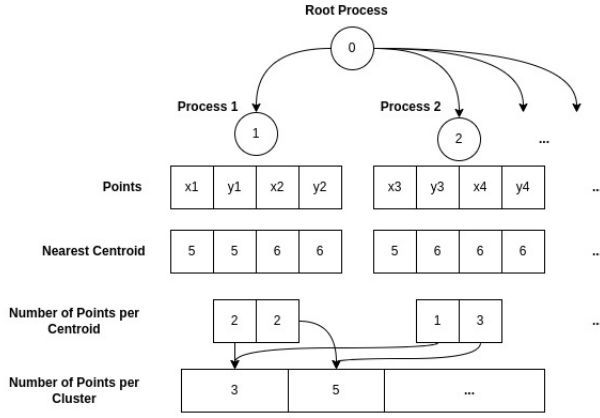 Root Process
0
Process 1
Process 2
1
2
...
Points
x1 y1 x2 y2
x3 y3 x4 y4
..
Nearest Centroid
5 5 6 6
5 6 6 6
..
Number of Points per
Centroid
2 2
1 3
..
Number of Points per
Cluster
3 5 ...